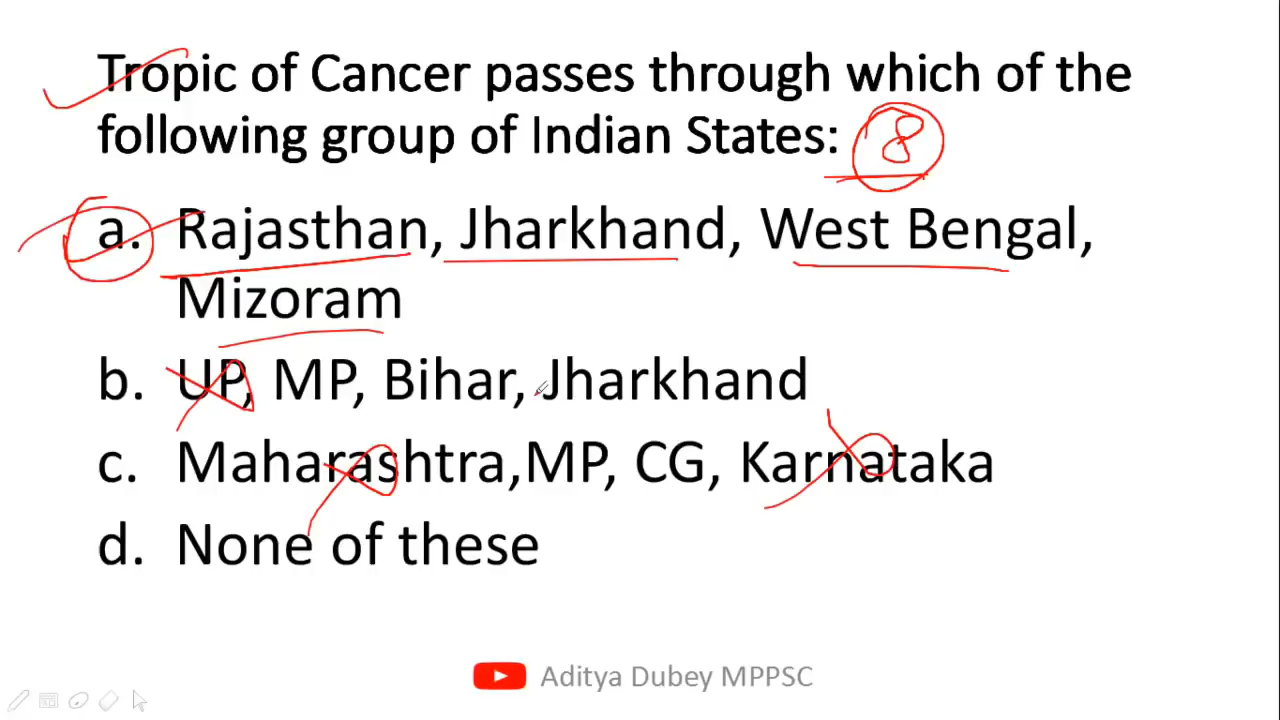 Tropic of Cancer passes through which of the
following group of Indian States: 8
a. Rajasthan, Jharkhand, West Bengal,
Mizoram
b. UP, MP, Bihar, Jharkhand
c. Maharashtra,MP, CG, Karnataka
d. None of these
Aditya Dubey MPPSC